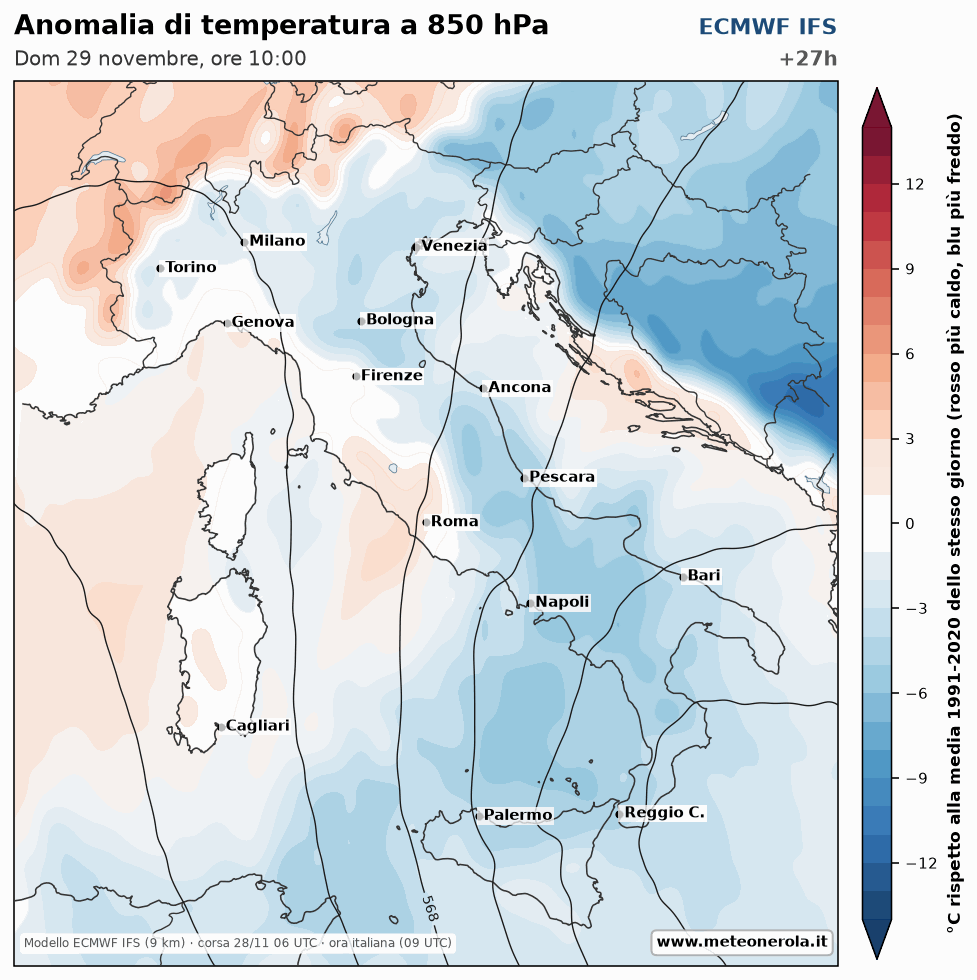 Anomalia di temperatura a 850 hPa
ECMWF IFS
Dom 29 novembre, ore 10:00
+27h
Milano
Venezia
Torino
Genova
Bologna
Firenze
Ancona
Pescara
Roma
Bari
Napoli
Cagliari
Palermo
Reggio C.
568
12
9
6
3
0
−3
−6
−9
−12
°C rispetto alla media 1991-2020 dello stesso giorno (rosso più caldo, blu più freddo)
Modello ECMWF IFS (9 km) · corsa 28/11 06 UTC · ora italiana (09 UTC)
www.meteonerola.it